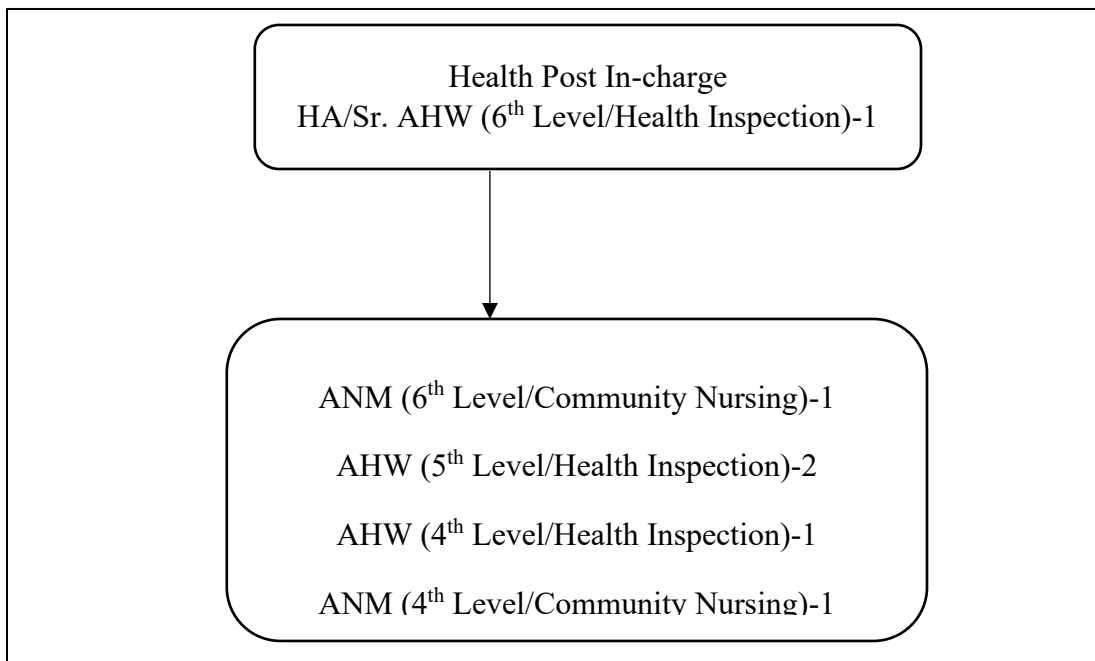 Health Post In-charge
HA/Sr. AHW (6th Level/Health Inspection)-1
ANM (6th Level/Community Nursing)-1
AHW (5th Level/Health Inspection)-2
AHW (4th Level/Health Inspection)-1
ANM (4th Level/Community Nursing)-1